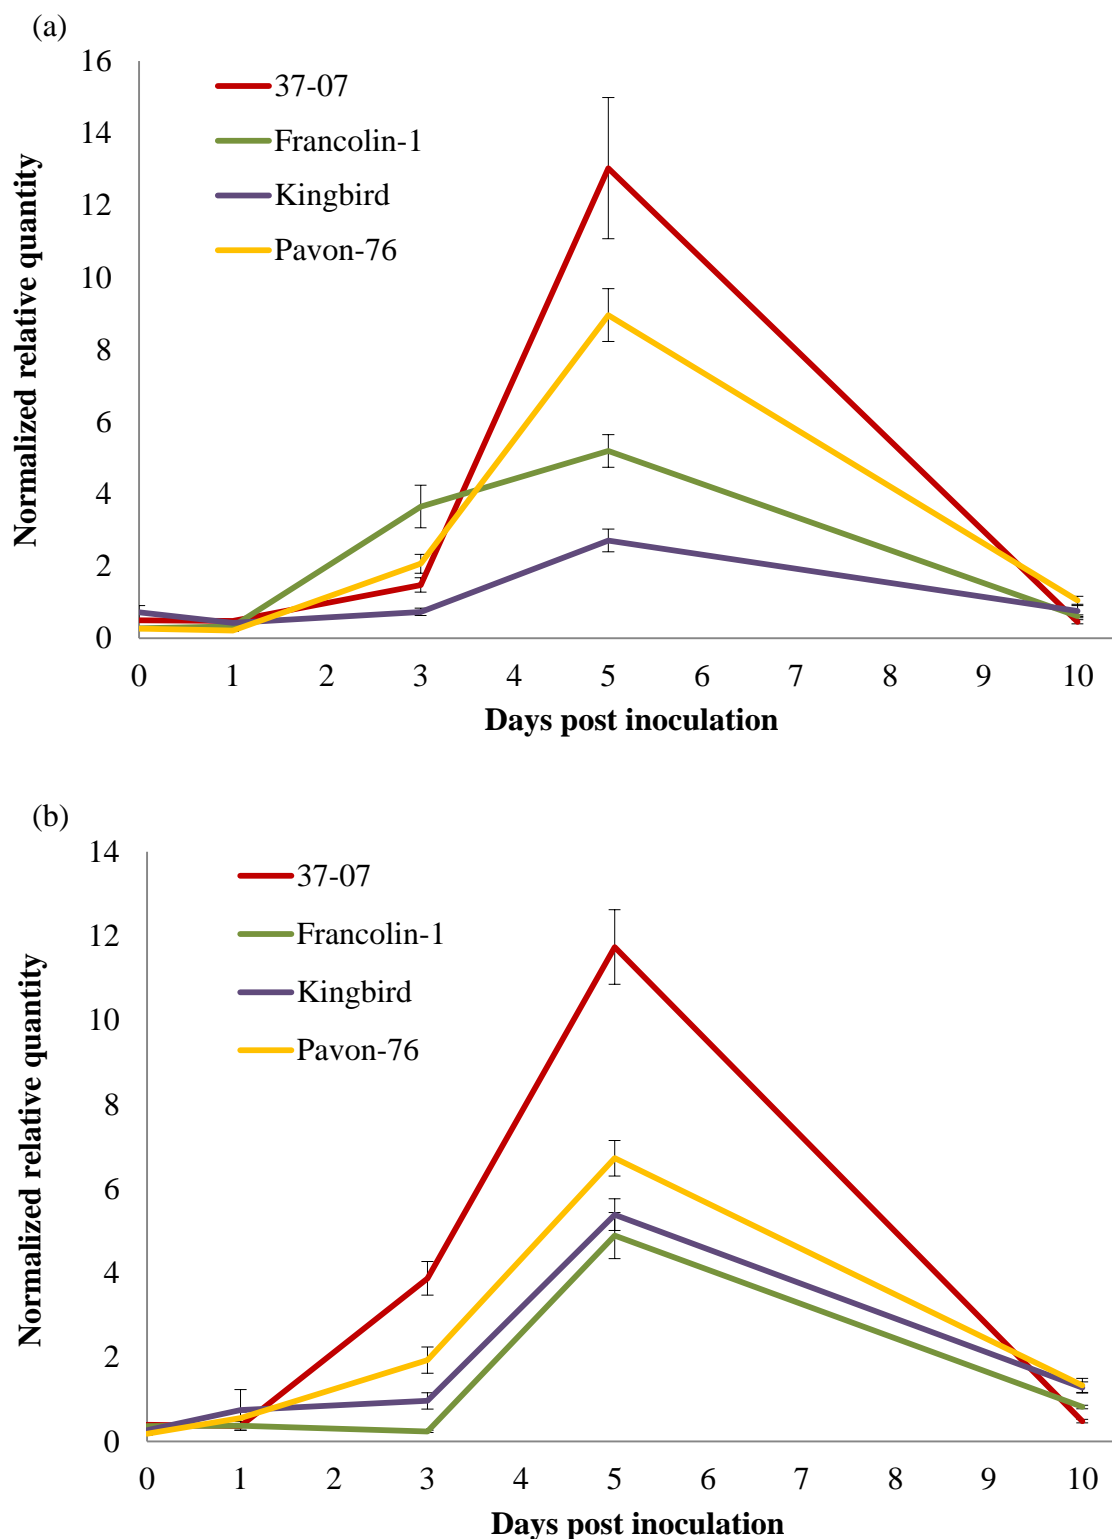 (a)
16
14
12
10
8
6
4
2
0
Normalized relative quantity
37-07
Francolin-1
Kingbird
Pavon-76
0 1 2 3 4 5 6 7 8 9 10
Days post inoculation
(b)
14
12
10
8
6
4
2
0
Normalized relative quantity
37-07
Francolin-1
Kingbird
Pavon-76
0 1 2 3 4 5 6 7 8 9 10
Days post inoculation